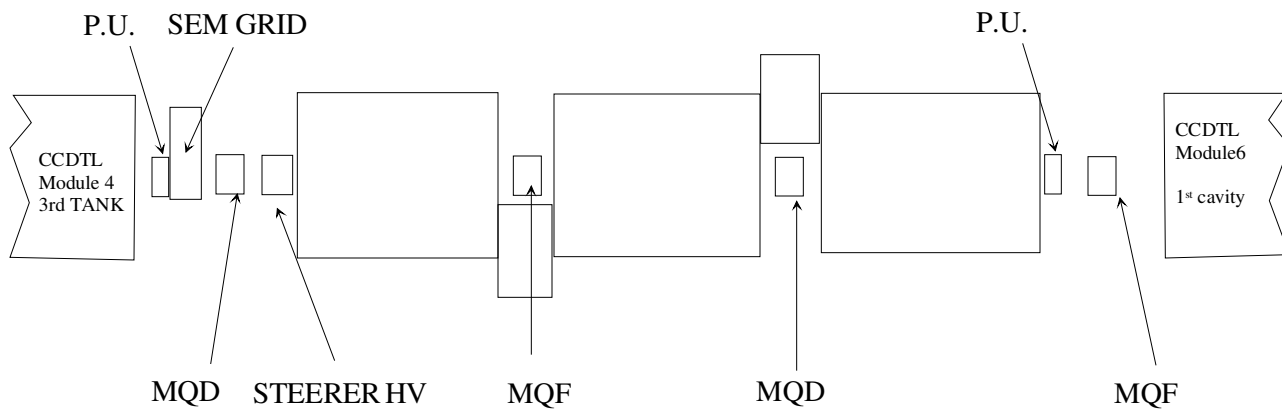 P.U.
SEM GRID
P.U.
CCDTL
Module 4
3rd TANK
CCDTL
Module6
1st cavity
MQD
STEERER HV
MQF
MQD
MQF